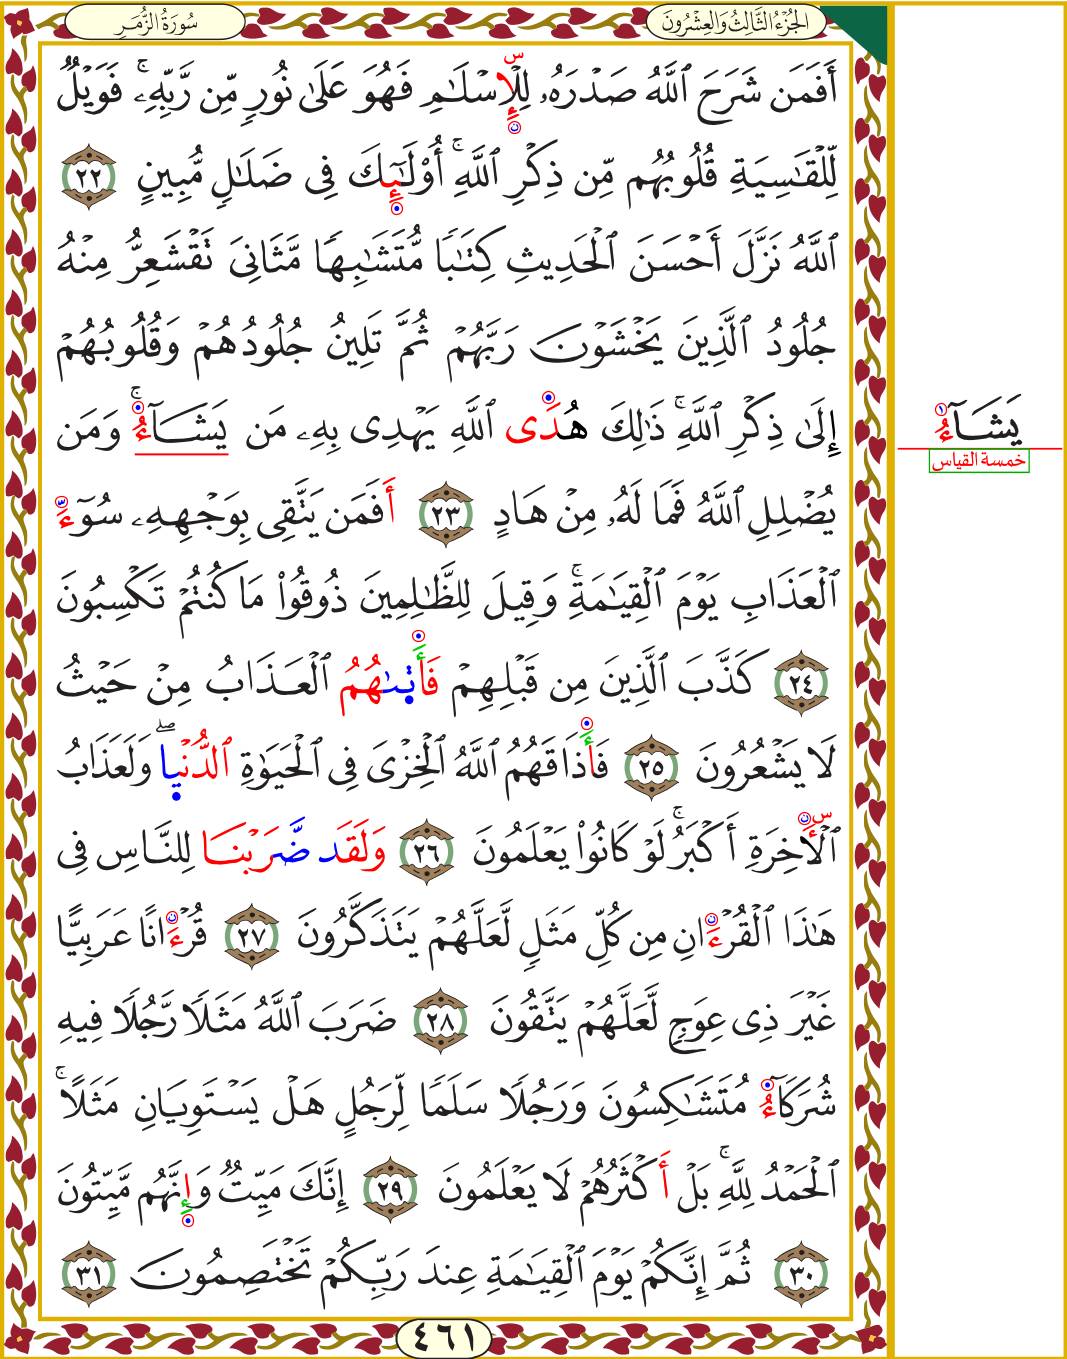 الجُزْءُ الثَّالِثُ وَالعِشْرُونَ
سُورَةُ الزُّمَرِ
أَفَمَن شَرَحَ ٱللَّهُ صَدْرَهُۥ لِلْإِسْلَـٰمِ فَهُوَ عَلَىٰ نُورٍ مِّن رَّبِّهِۦ ۚ فَوَيْلٌ
لِّلْقَـٰسِيَةِ قُلُوبُهُم مِّن ذِكْرِ ٱللَّهِ ۚ أُو۟لَـٰٓئِكَ فِى ضَلَـٰلٍ مُّبِينٍ ٢٢
ٱللَّهُ نَزَّلَ أَحْسَنَ ٱلْحَدِيثِ كِتَـٰبًا مُّتَشَـٰبِهًا مَّثَانِىَ تَقْشَعِرُّ مِنْهُ
جُلُودُ ٱلَّذِينَ يَخْشَوْنَ رَبَّهُمْ ثُمَّ تَلِينُ جُلُودُهُمْ وَقُلُوبُهُمْ
إِلَىٰ ذِكْرِ ٱللَّهِ ۚ ذَٰلِكَ هُدَى ٱللَّهِ يَهْدِى بِهِۦ مَن يَشَآءُ ۚ وَمَن
يَشَآءُ
خمسة القياس
يُضْلِلِ ٱللَّهُ فَمَا لَهُۥ مِنْ هَادٍ ٢٣ أَفَمَن يَتَّقِى بِوَجْهِهِۦ سُوٓءَ
ٱلْعَذَابِ يَوْمَ ٱلْقِيَـٰمَةِ ۚ وَقِيلَ لِلظَّـٰلِمِينَ ذُوقُوا۟ مَا كُنتُمْ تَكْسِبُونَ
٢٤ كَذَّبَ ٱلَّذِينَ مِن قَبْلِهِمْ فَأَتَىٰهُمُ ٱلْعَذَابُ مِنْ حَيْثُ
لَا يَشْعُرُونَ ٢٥ فَأَذَاقَهُمُ ٱللَّهُ ٱلْخِزْىَ فِى ٱلْحَيَوٰةِ ٱلدُّنْيَا ۖ وَلَعَذَابُ
ٱلْـَٔاخِرَةِ أَكْبَرُ ۚ لَوْ كَانُوا۟ يَعْلَمُونَ ٢٦ وَلَقَد ضَّرَبْنَا لِلنَّاسِ فِى
هَـٰذَا ٱلْقُرْءَانِ مِن كُلِّ مَثَلٍ لَّعَلَّهُمْ يَتَذَكَّرُونَ ٢٧ قُرْءَانًا عَرَبِيًّا
غَيْرَ ذِى عِوَجٍ لَّعَلَّهُمْ يَتَّقُونَ ٢٨ ضَرَبَ ٱللَّهُ مَثَلًا رَّجُلًا فِيهِ
شُرَكَآءُ مُتَشَـٰكِسُونَ وَرَجُلًا سَلَمًا لِّرَجُلٍ هَلْ يَسْتَوِيَانِ مَثَلًا ۚ
ٱلْحَمْدُ لِلَّهِ ۚ بَلْ أَكْثَرُهُمْ لَا يَعْلَمُونَ ٢٩ إِنَّكَ مَيِّتٌ وَإِنَّهُم مَّيِّتُونَ
٣٠ ثُمَّ إِنَّكُمْ يَوْمَ ٱلْقِيَـٰمَةِ عِندَ رَبِّكُمْ تَخْتَصِمُونَ ٣١
٤٦١